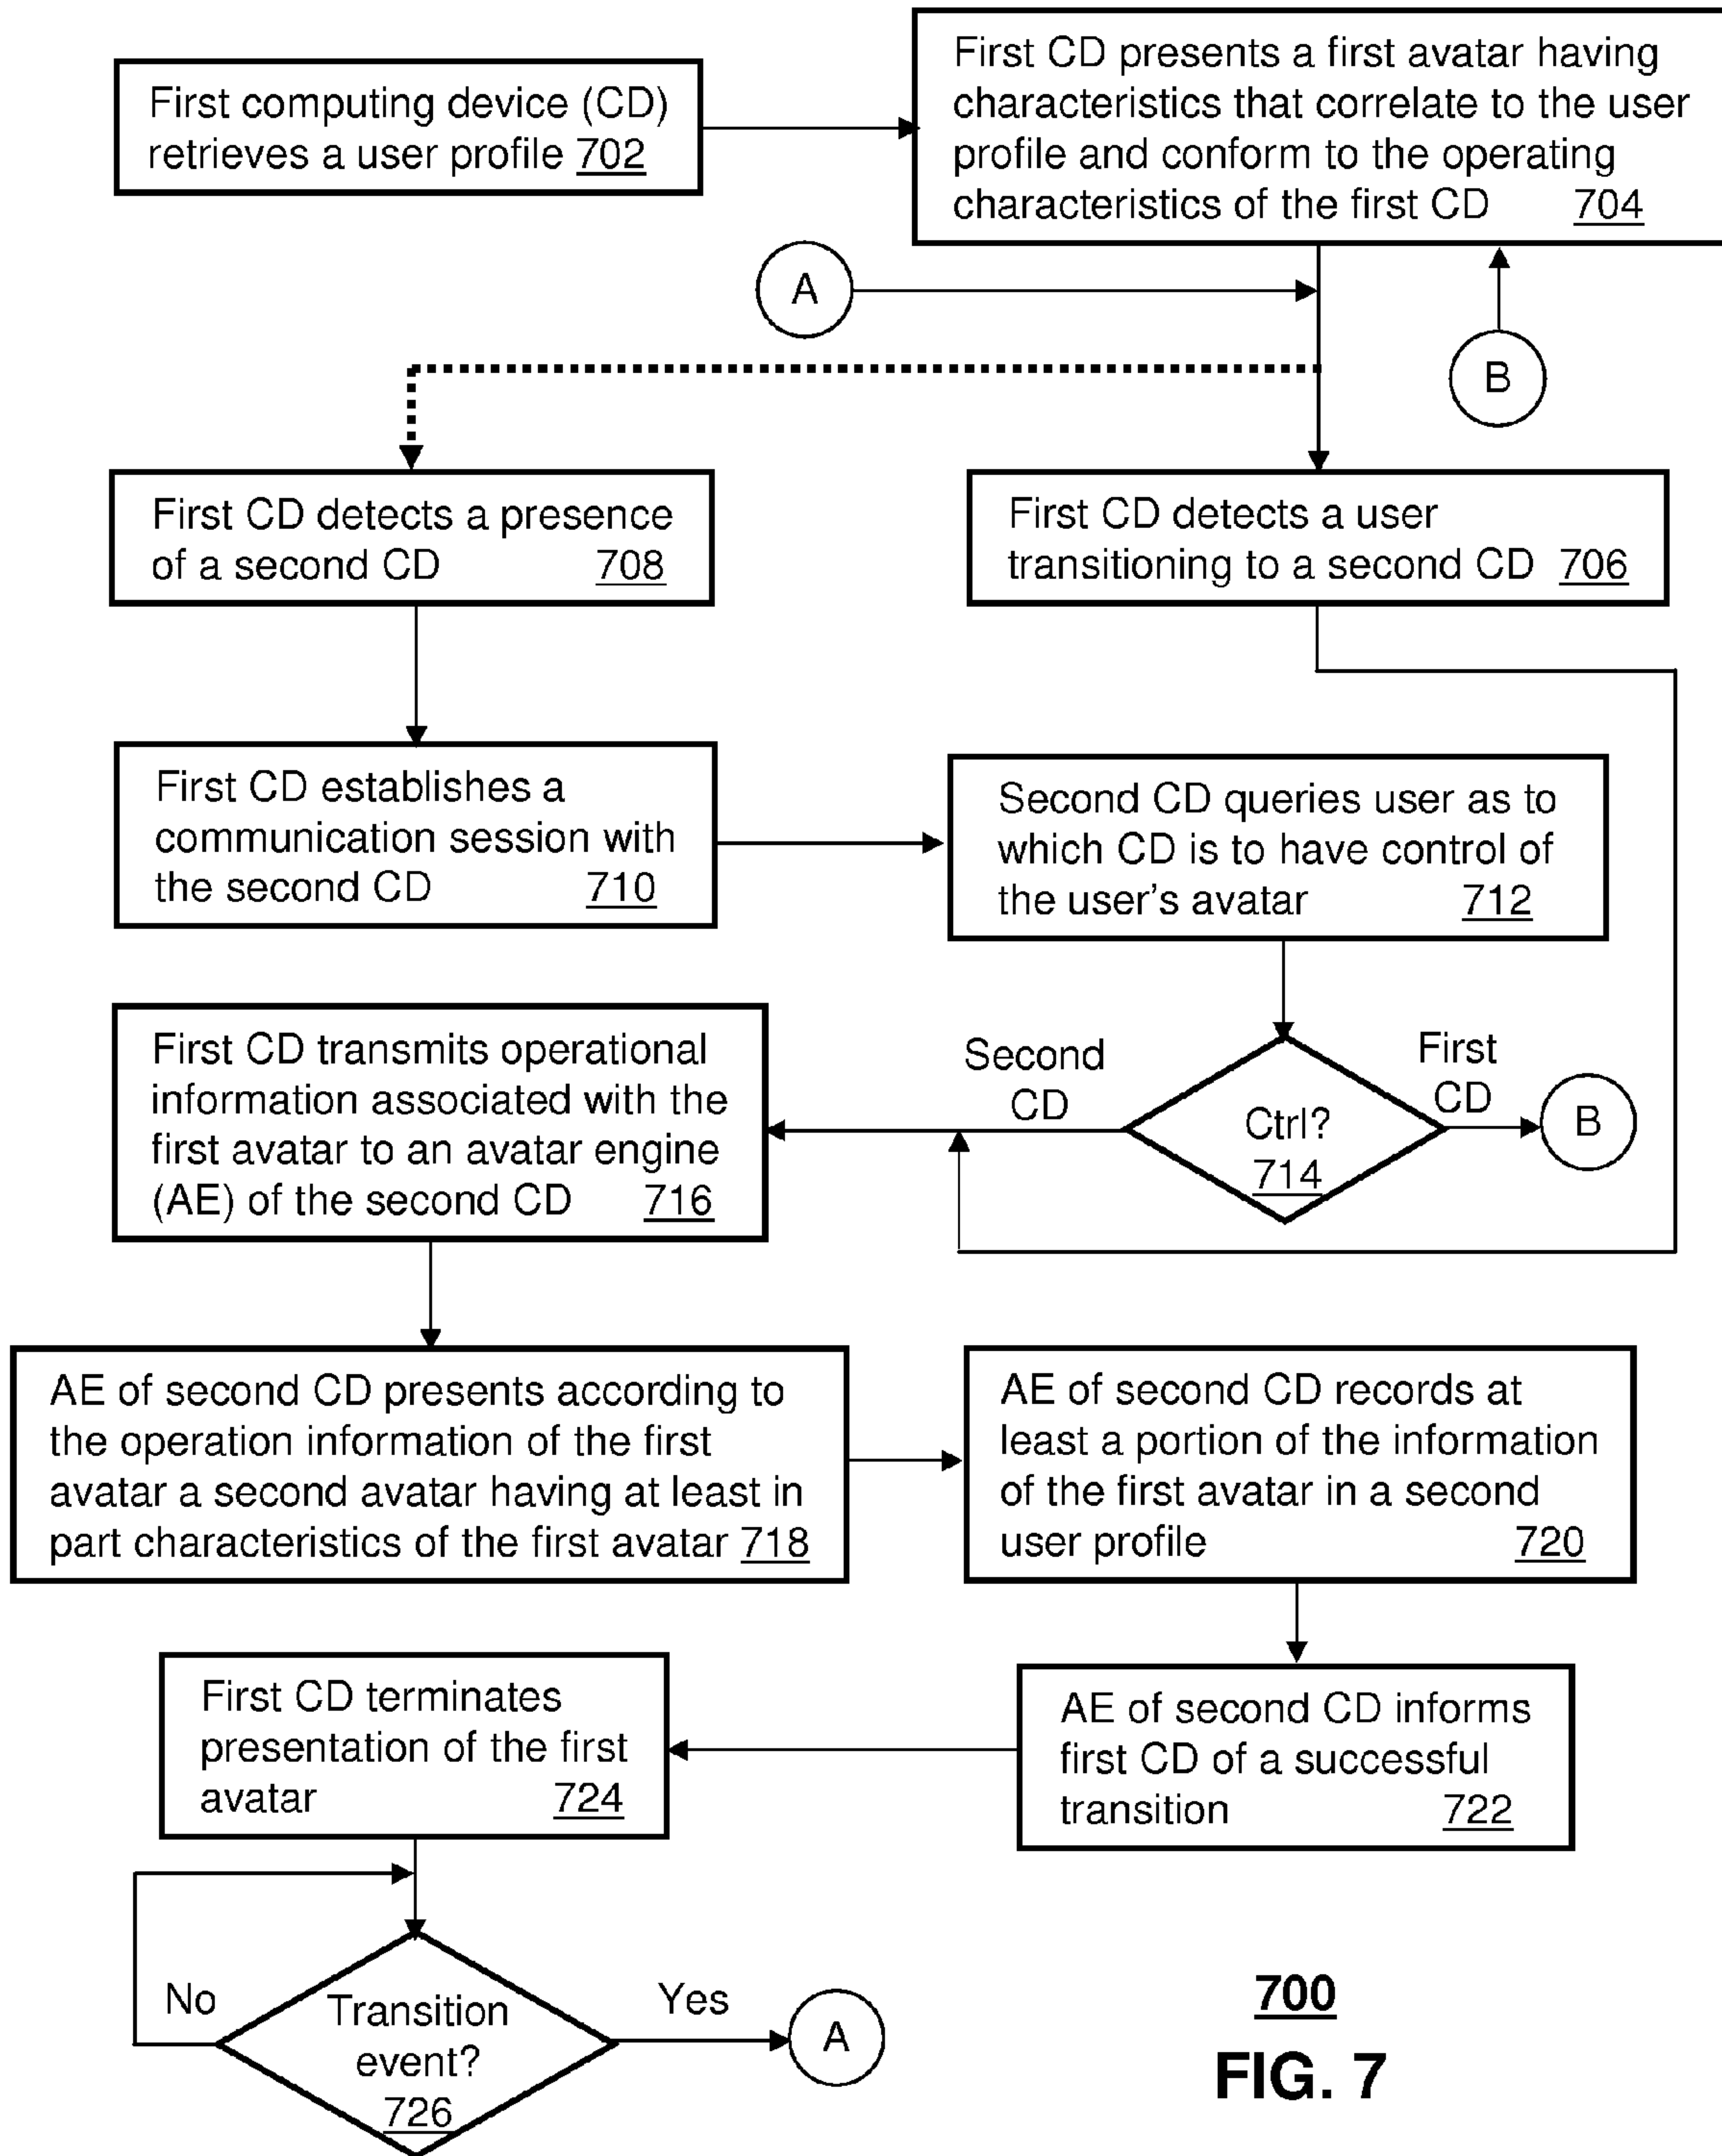 First computing device (CD)
retrieves a user profile 702
First CD presents a first avatar having
characteristics that correlate to the user
profile and conform to the operating
characteristics of the first CD 704
A
B
First CD detects a presence
of a second CD 708
First CD detects a user
transitioning to a second CD 706
First CD establishes a
communication session with
the second CD 710
Second CD queries user as to
which CD is to have control of
the user's avatar 712
First CD transmits operational
information associated with the
first avatar to an avatar engine
(AE) of the second CD 716
Second
CD
Ctrl?
714
First
CD
B
AE of second CD presents according to
the operation information of the first
avatar a second avatar having at least in
part characteristics of the first avatar 718
AE of second CD records at
least a portion of the information
of the first avatar in a second
user profile 720
First CD terminates
presentation of the first
avatar 724
AE of second CD informs
first CD of a successful
transition 722
No
Transition
event?
726
Yes
A
700
FIG. 7